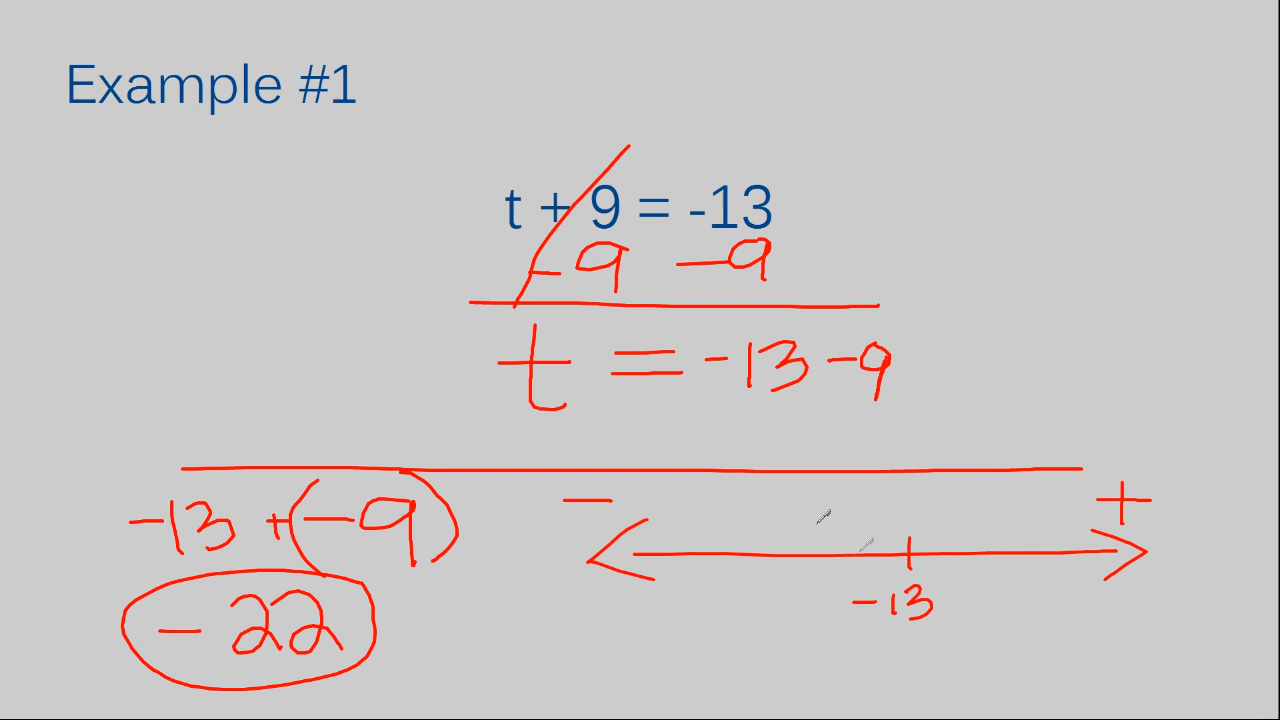 Example #1
t + 9 = -13
-9 -9
t = -13 -9
-13 + (-9)
-22
- +
-13